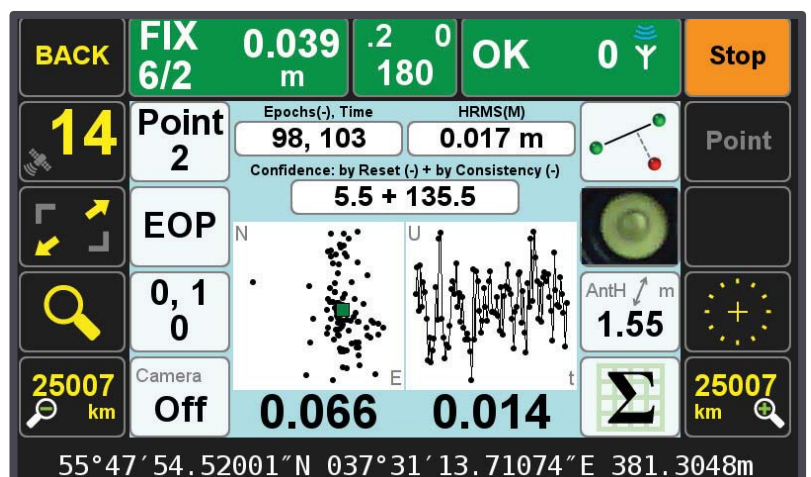 BACK
FIX 0.039
6/2 m
.2 0
180
OK 0
Stop
14
Point
2
Epochs(-), Time
98, 103
HRMS(M)
0.017 m
Confidence: by Reset (-) + by Consistency (-)
5.5 + 135.5
Point
EOP
N
E
U
t
0, 1
0
AntH m
1.55
25007
km
Camera
Off
0.066
0.014
Σ
25007
km
55°47′54.52001″N 037°31′13.71074″E 381.3048m